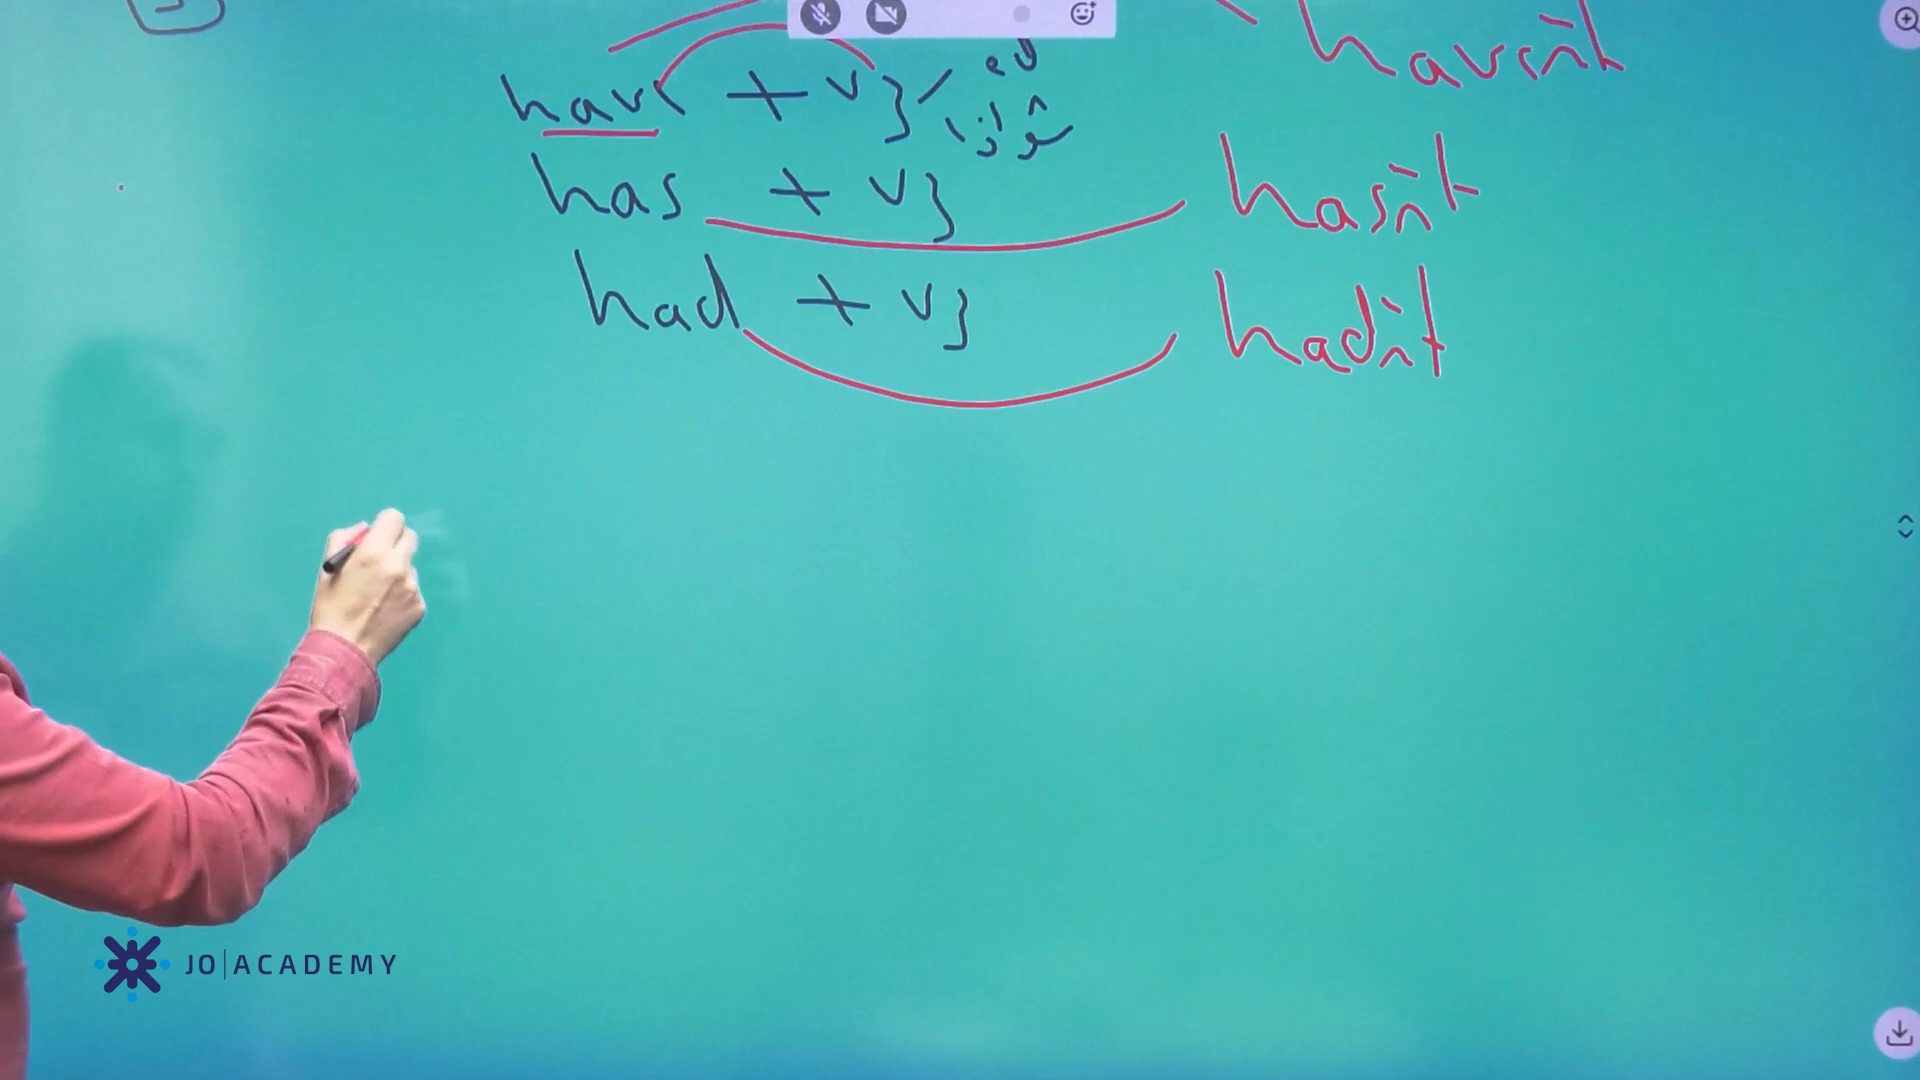 haven't
have + v3 ed
has + v3 hasn't
had + v3 hadn't
JO ACADEMY